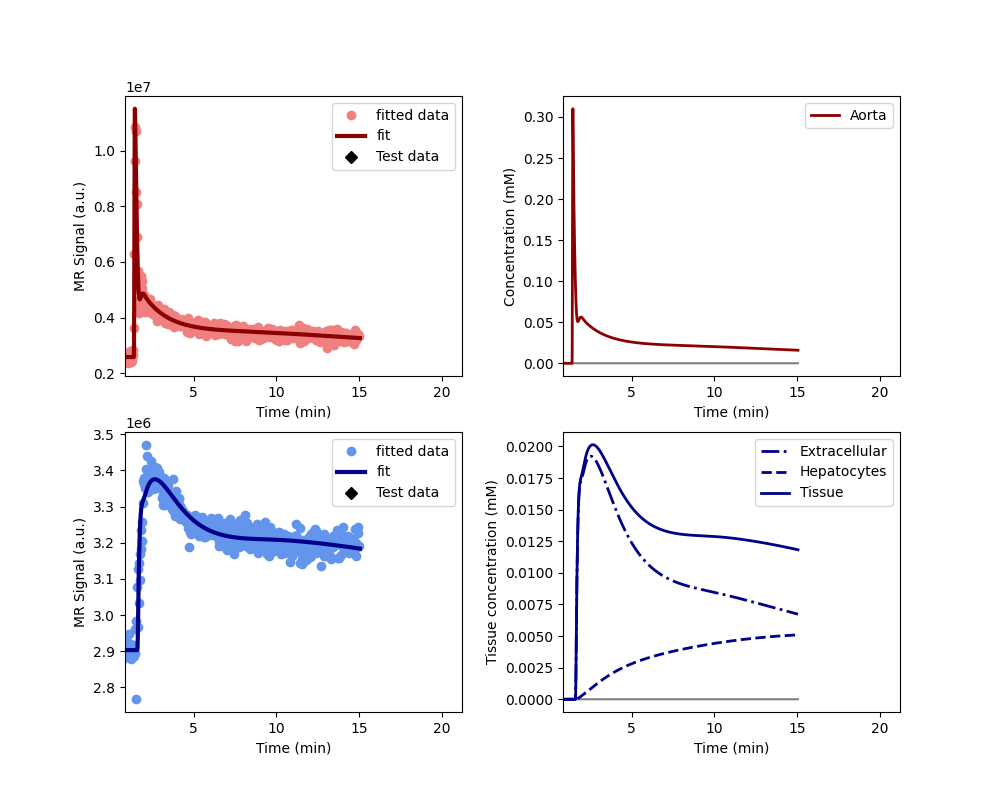 1e7
MR Signal (a.u.)
1.0
0.8
0.6
0.4
0.2
5
10
15
20
Time (min)
fitted data
fit
Test data
Concentration (mM)
0.30
0.25
0.20
0.15
0.10
0.05
0.00
5
10
15
20
Time (min)
Aorta
1e6
MR Signal (a.u.)
3.5
3.4
3.3
3.2
3.1
3.0
2.9
2.8
5
10
15
20
Time (min)
fitted data
fit
Test data
Tissue concentration (mM)
0.0200
0.0175
0.0150
0.0125
0.0100
0.0075
0.0050
0.0025
0.0000
5
10
15
20
Time (min)
Extracellular
Hepatocytes
Tissue